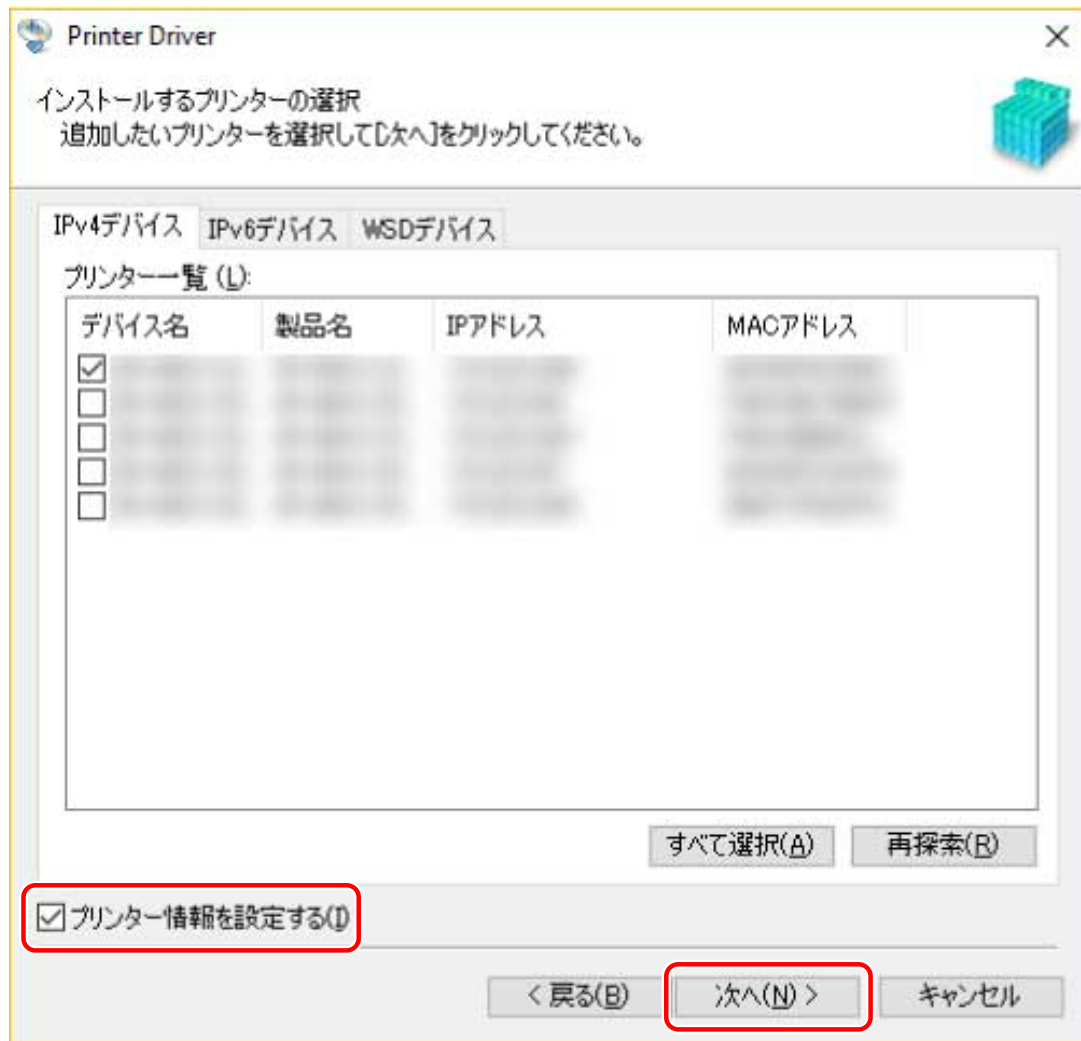 Printer Driver
インストールするプリンターの選択
追加したいプリンターを選択して[次へ]をクリックしてください。
IPv4デバイス IPv6デバイス WSDデバイス
プリンター一覧 (L):
デバイス名 製品名 IPアドレス MACアドレス
すべて選択(A) 再探索(R)
プリンター情報を設定する(I)
< 戻る(B) 次へ(N) > キャンセル